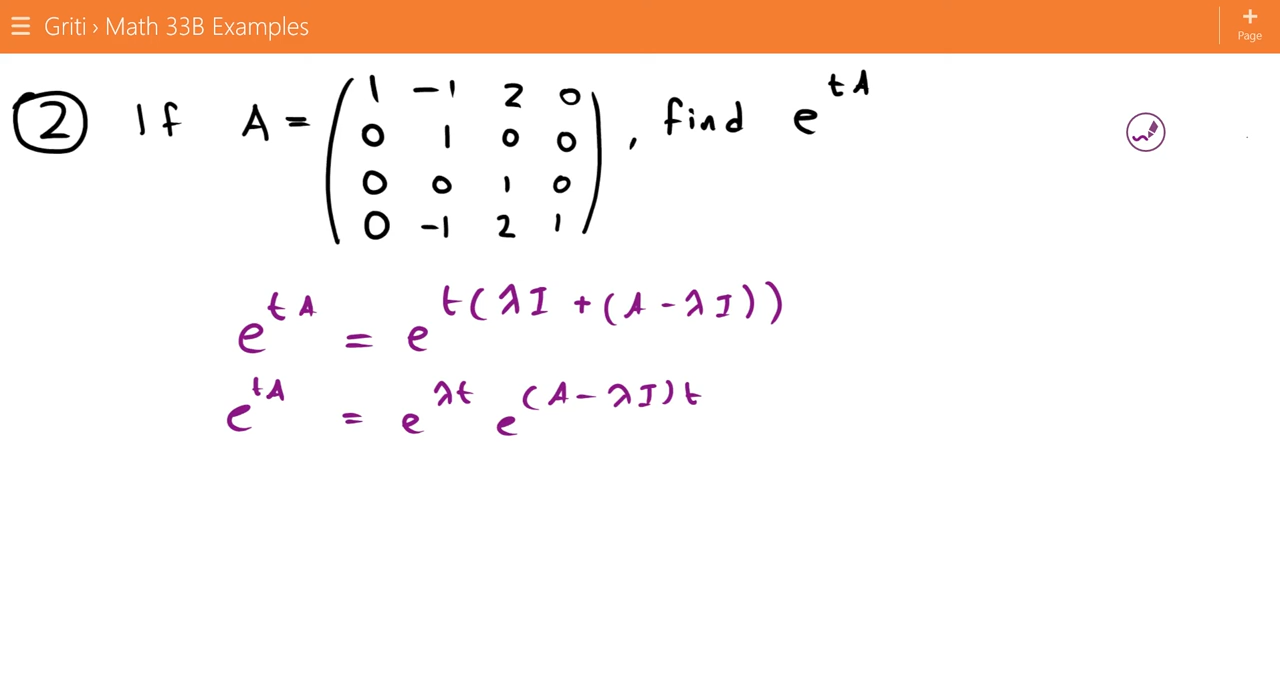 Griti › Math 33B Examples
Page
② If A = (1 -1 2 0
0 1 0 0
0 0 1 0
0 -1 2 1), find e^{tA}
e^{tA} = e^{t(λI + (A - λI))}
e^{tA} = e^{λt} e^{(A - λI)t}